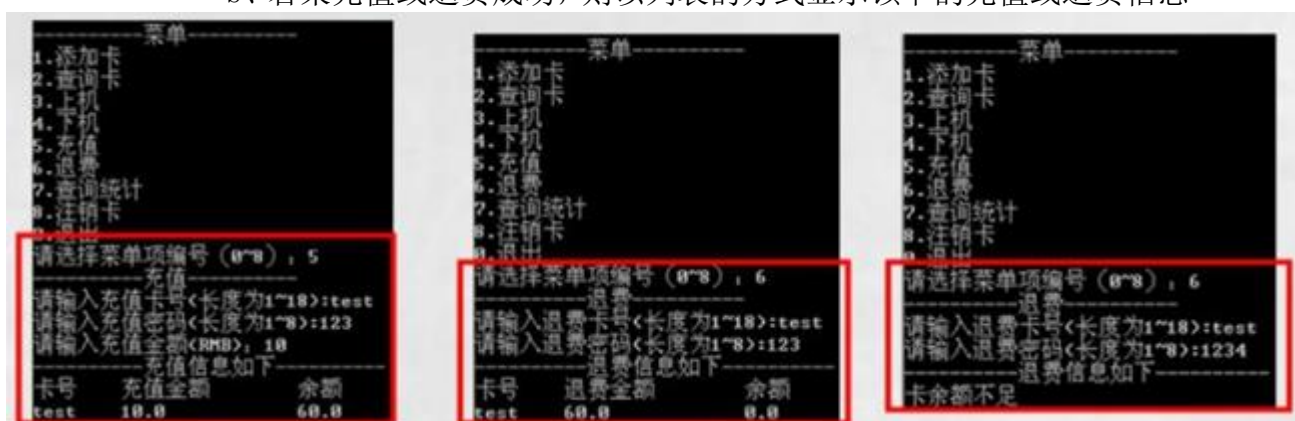 b、若果充值或退费成功，则以列表的方式显示该卡的充值或退费信息
----------菜单----------
1.添加卡
2.查询卡
3.上机
4.下机
5.充值
6.退费
7.查询统计
8.注销卡
0.退出
请选择菜单项编号（0~8）：5
----------充值----------
请输入充值卡号<长度为1~18>:test
请输入充值密码<长度为1~8>:123
请输入充值金额<RMB>：10
----------充值信息如下----------
卡号 充值金额 余额
test 10.0 60.0
----------菜单----------
1.添加卡
2.查询卡
3.上机
4.下机
5.充值
6.退费
7.查询统计
8.注销卡
0.退出
请选择菜单项编号（0~8）：6
----------退费----------
请输入退费卡号<长度为1~18>:test
请输入退费密码<长度为1~8>:123
----------退费信息如下----------
卡号 退费金额 余额
test 60.0 0.0
----------菜单----------
1.添加卡
2.查询卡
3.上机
4.下机
5.充值
6.退费
7.查询统计
8.注销卡
0.退出
请选择菜单项编号（0~8）：6
----------退费----------
请输入退费卡号<长度为1~18>:test
请输入退费密码<长度为1~8>:1234
----------退费信息如下----------
卡余额不足